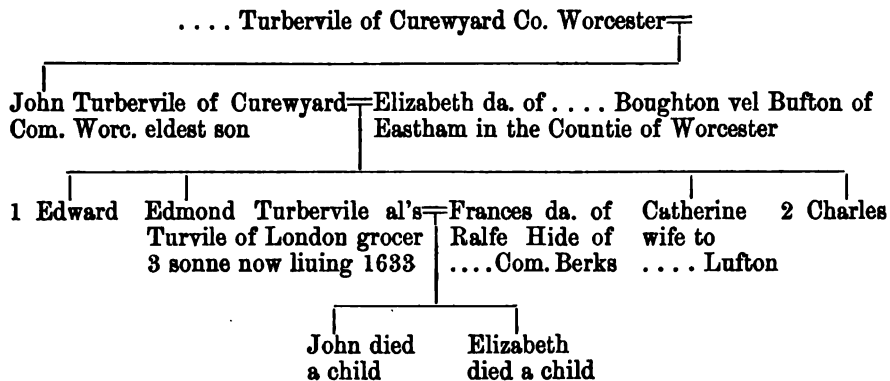 .... Turbervile of Curewyard Co. Worcester
John Turbervile of Curewyard
Com. Worc. eldest son
Elizabeth da. of .... Boughton vel Bufton of
Eastham in the Countie of Worcester
1 Edward
Edmond Turbervile al's
Turvile of London grocer
3 sonne now liuing 1633
Frances da. of
Ralfe Hide of
.... Com. Berks
Catherine
wife to
.... Lufton
2 Charles
John died
a child
Elizabeth
died a child